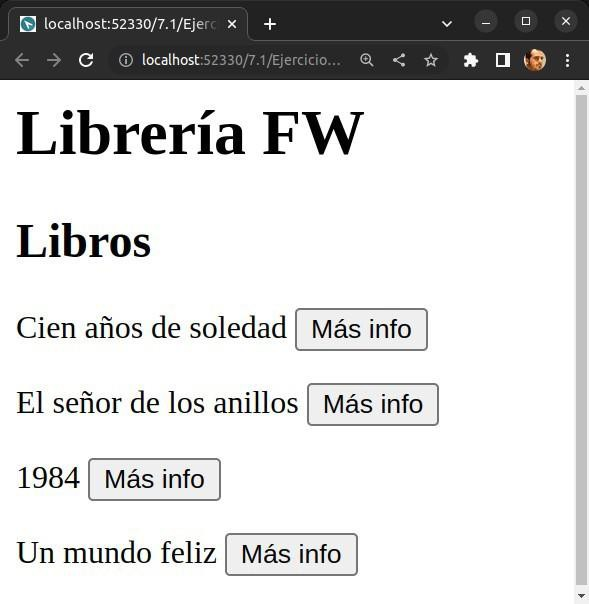 localhost:52330/7.1/Ejerc
localhost:52330/7.1/Ejercicio...
Librería FW
Libros
Cien años de soledad Más info
El señor de los anillos Más info
1984 Más info
Un mundo feliz Más info